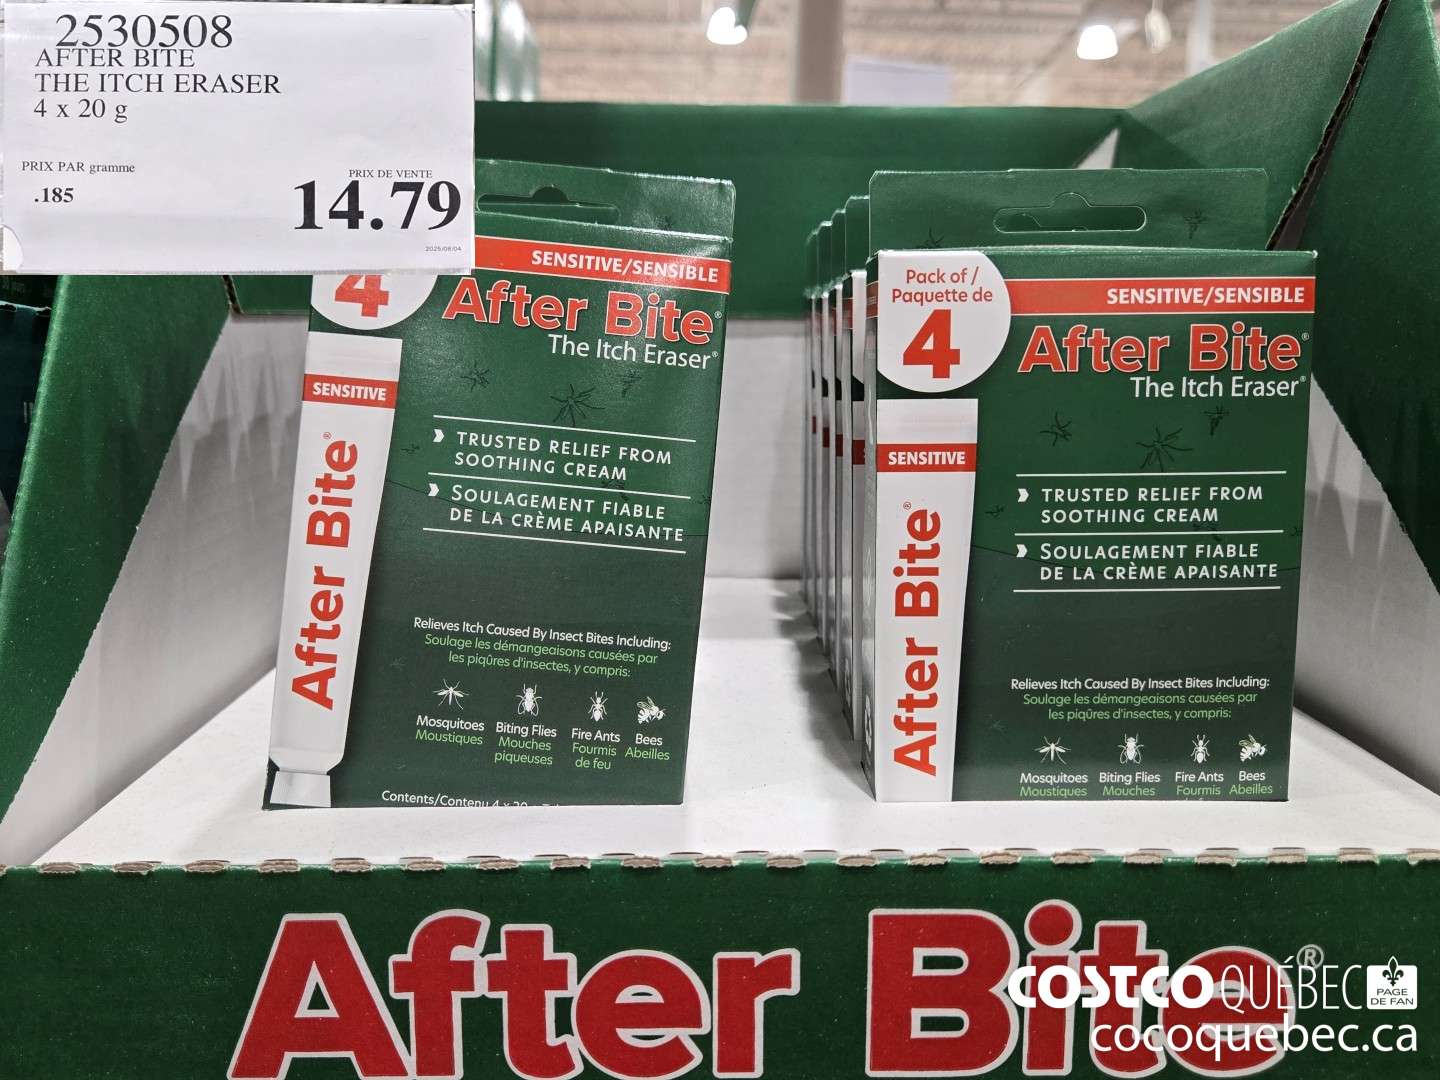 2530508
AFTER BITE
THE ITCH ERASER
4 x 20 g
PRIX PAR gramme
.185
PRIX DE VENTE
14.79
2025/08/04
SENSITIVE/SENSIBLE
4
After Bite®
The Itch Eraser®
SENSITIVE
After Bite®
TRUSTED RELIEF FROM
SOOTHING CREAM
SOULAGEMENT FIABLE
DE LA CRÈME APAISANTE
Relieves Itch Caused By Insect Bites Including:
Soulage les démangeaisons causées par
les piqûres d'insectes, y compris:
Mosquitoes
Moustiques
Biting Flies
Mouches
piqueuses
Fire Ants
Fourmis
de feu
Bees
Abeilles
Contents/Contenu 4 x 20
Pack of /
Paquette de
4
SENSITIVE/SENSIBLE
After Bite®
The Itch Eraser®
SENSITIVE
After Bite®
TRUSTED RELIEF FROM
SOOTHING CREAM
SOULAGEMENT FIABLE
DE LA CRÈME APAISANTE
Relieves Itch Caused By Insect Bites Including:
Soulage les démangeaisons causées par
les piqûres d'insectes, y compris:
Mosquitoes
Moustiques
Biting Flies
Mouches
Fire Ants
Fourmis
Bees
Abeilles
After Bite®
COSTCO QUÉBEC
PAGE
DE FAN
cocoquebec.ca